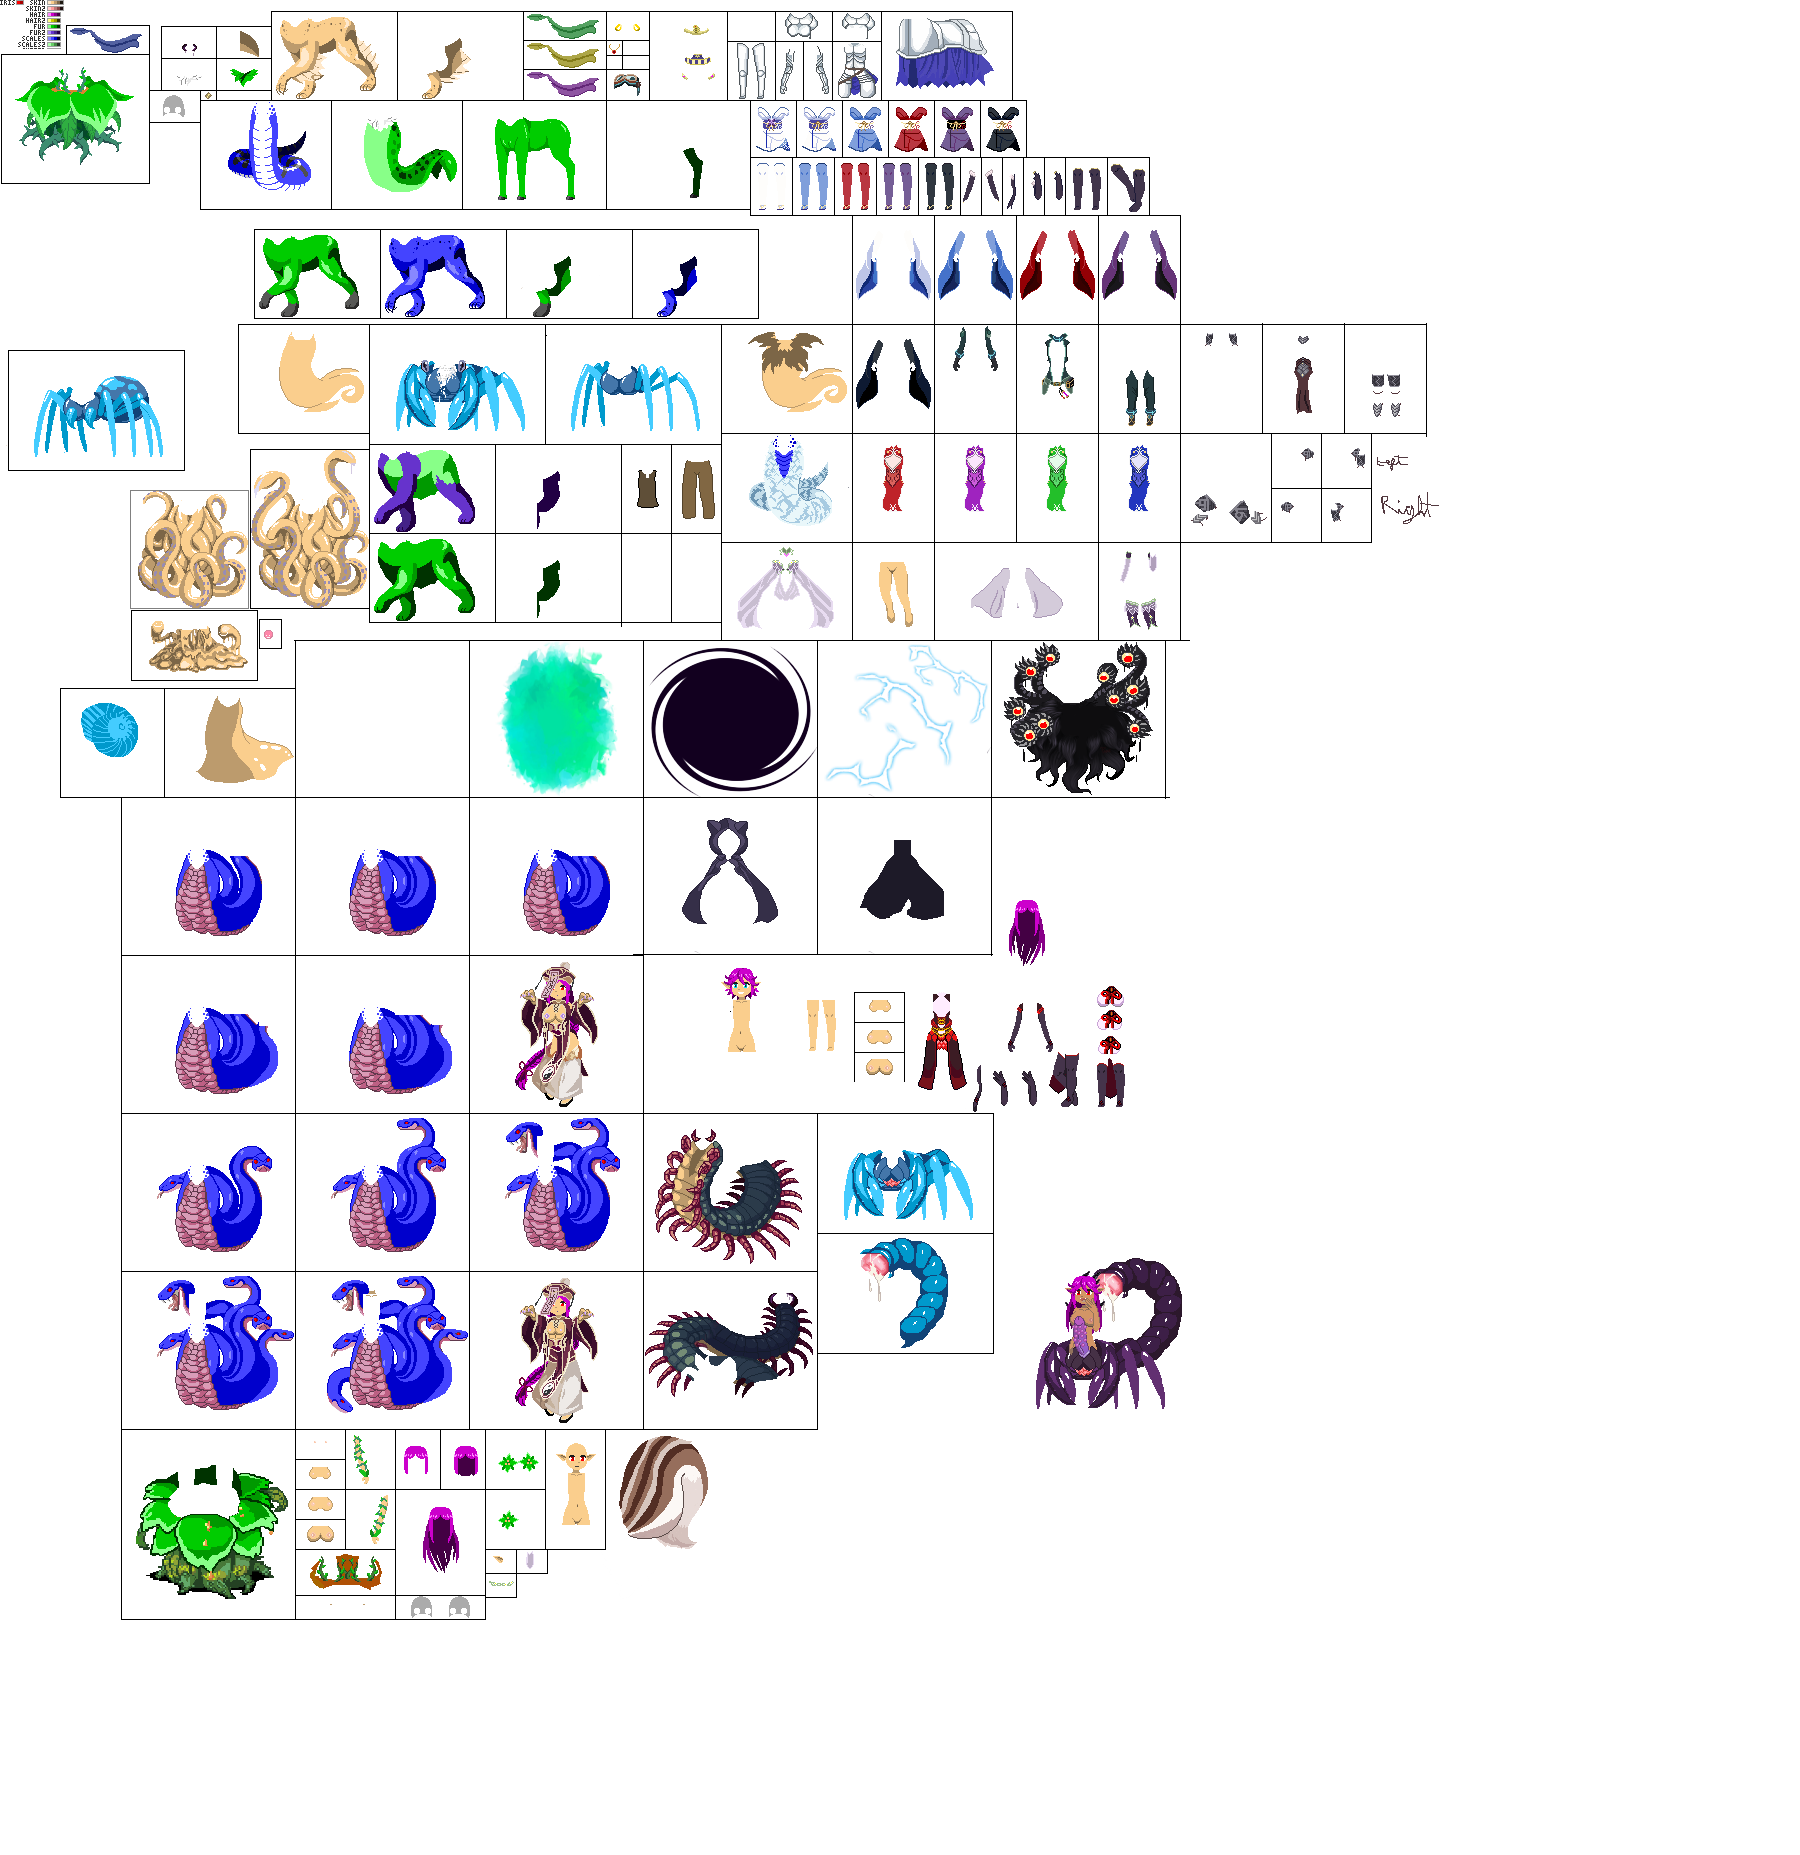 IRIS SKIN
SKIN2
HAIR
HAIR2
FUR
FUR2
SCALES
SCALES2
Left
Right